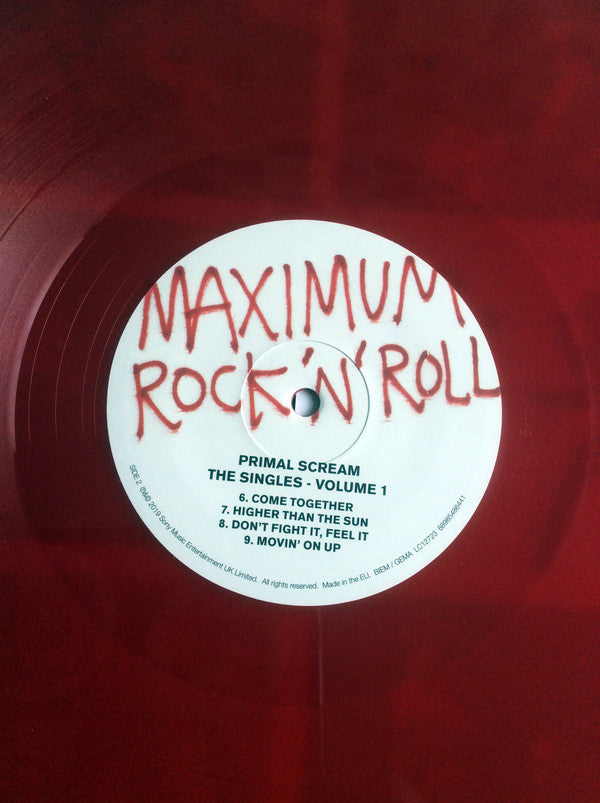 MAXIMUM
ROCK 'N' ROLL
PRIMAL SCREAM
THE SINGLES - VOLUME 1
6. COME TOGETHER
7. HIGHER THAN THE SUN
8. DON'T FIGHT IT, FEEL IT
9. MOVIN' ON UP
SIDE 2 ℗&© 2019 Sony Music Entertainment UK Limited. All rights reserved. Made in the EU. BIEM / GEMA LC12723 88985486441